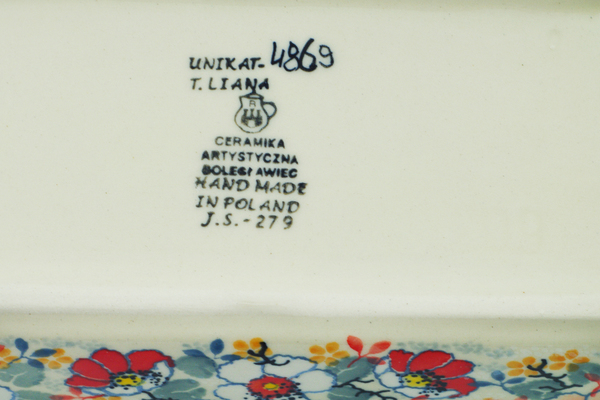 UNIKAT-4869
T. LIANA
CERAMIKA
ARTYSTYCZNA
BOLESŁAWIEC
HAND MADE
IN POLAND
J.S.-279